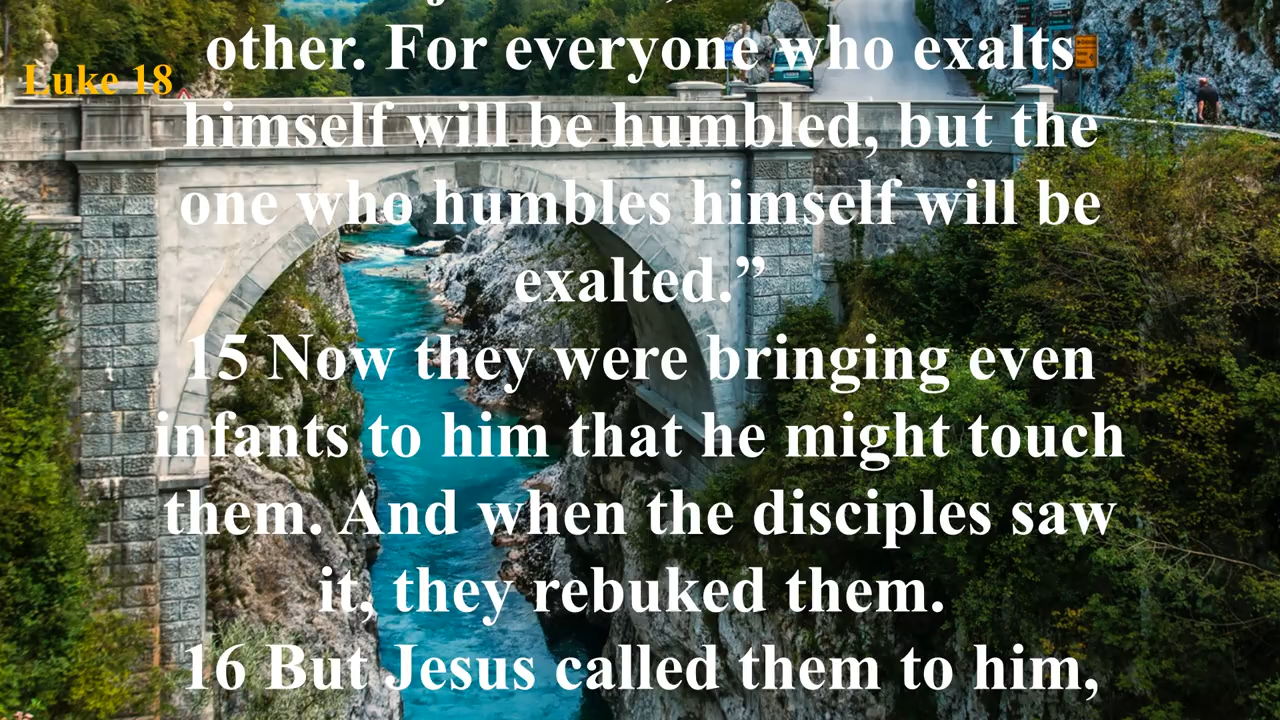 Luke 18
other. For everyone who exalts
himself will be humbled, but the
one who humbles himself will be
exalted.”
15 Now they were bringing even
infants to him that he might touch
them. And when the disciples saw
it, they rebuked them.
16 But Jesus called them to him,